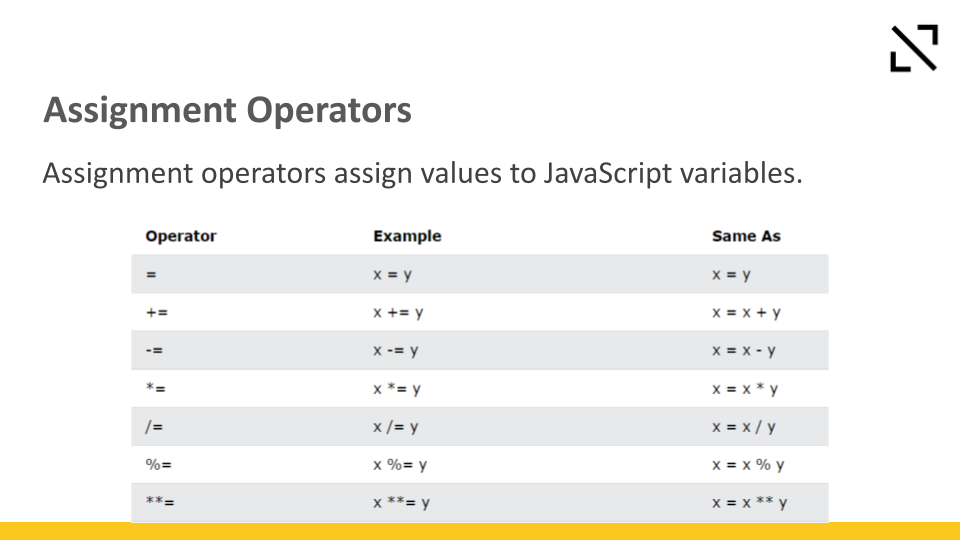 Assignment Operators
Assignment operators assign values to JavaScript variables.
Operator Example Same As
= x = y x = y
+= x += y x = x + y
-= x -= y x = x - y
*= x *= y x = x * y
/= x /= y x = x / y
%= x %= y x = x % y
**= x **= y x = x ** y